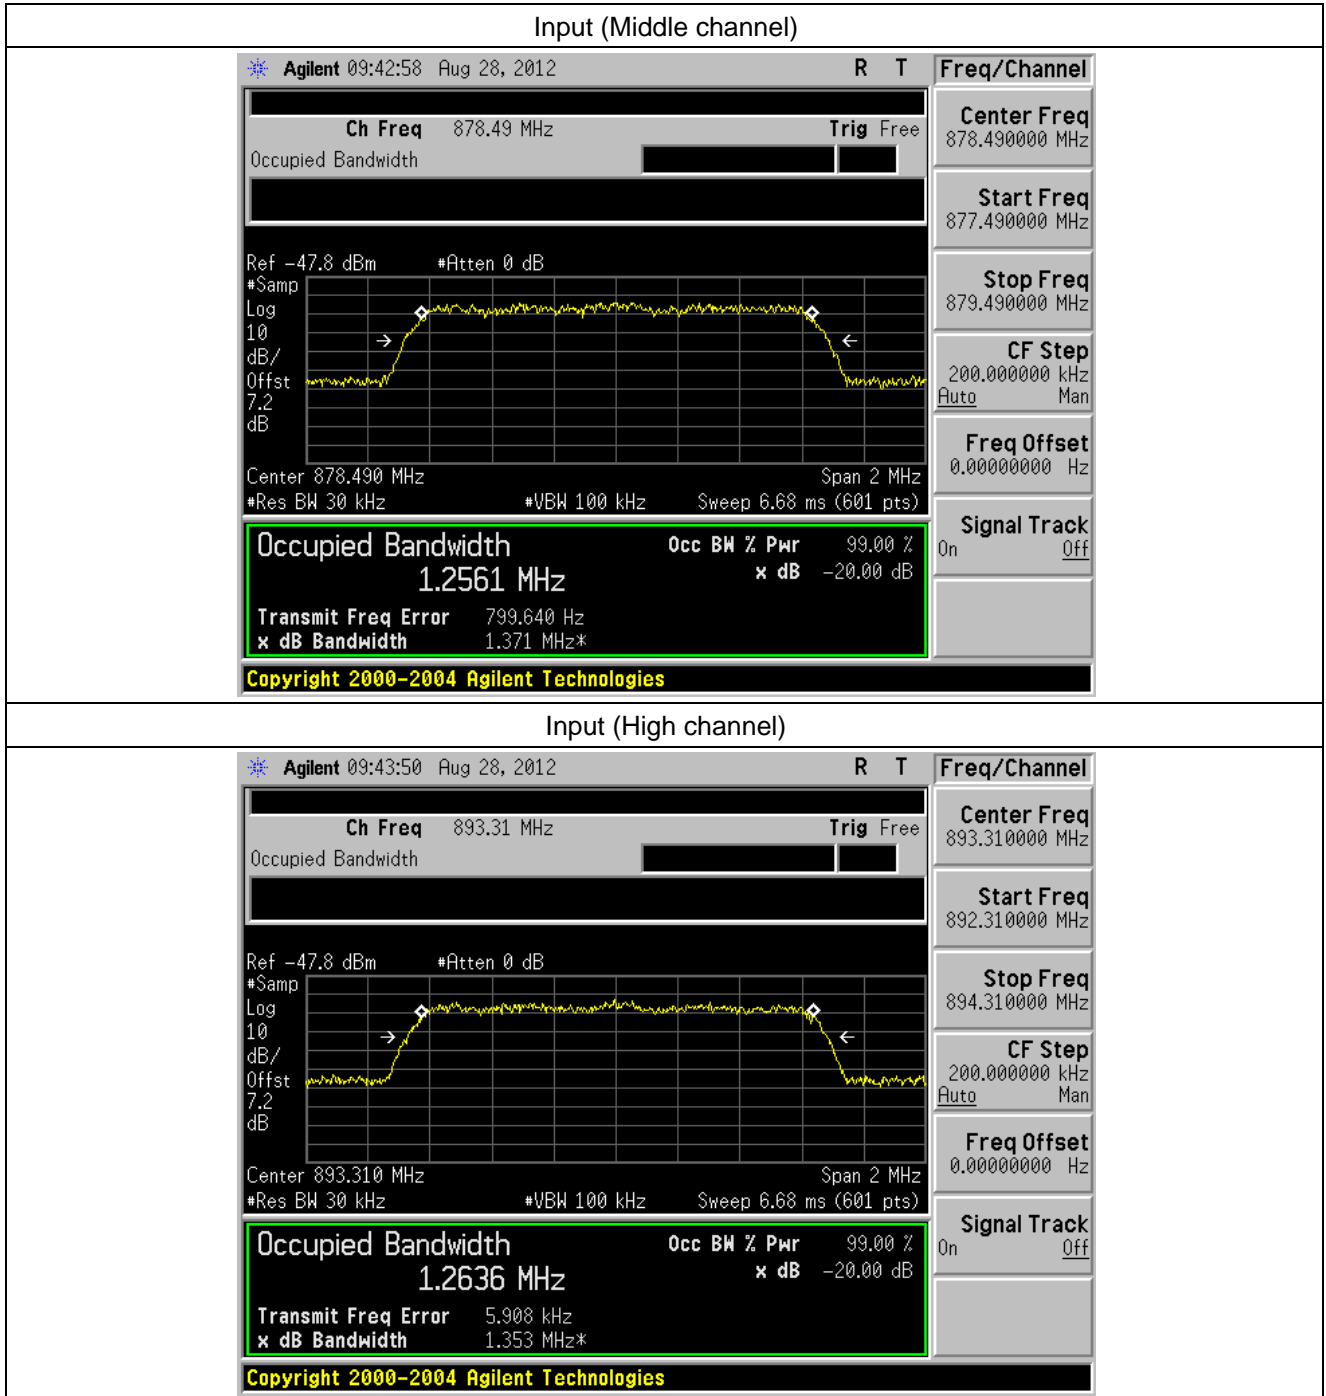 Input (Middle channel)
Agilent 09:42:58 Aug 28, 2012 R T
Freq/Channel
Ch Freq 878.49 MHz Trig Free
Occupied Bandwidth
Center Freq
878.490000 MHz
Start Freq
877.490000 MHz
Stop Freq
879.490000 MHz
CF Step
200.000000 kHz
Auto Man
Freq Offset
0.00000000 Hz
Signal Track
On Off
Ref -47.8 dBm #Atten 0 dB
#Samp
Log
10
dB/
Offst
7.2
dB
Center 878.490 MHz Span 2 MHz
#Res BW 30 kHz #VBW 100 kHz Sweep 6.68 ms (601 pts)
Occupied Bandwidth Occ BW % Pwr 99.00 %
1.2561 MHz x dB -20.00 dB
Transmit Freq Error 799.640 Hz
x dB Bandwidth 1.371 MHz*
Copyright 2000-2004 Agilent Technologies
Input (High channel)
Agilent 09:43:50 Aug 28, 2012 R T
Freq/Channel
Ch Freq 893.31 MHz Trig Free
Occupied Bandwidth
Center Freq
893.310000 MHz
Start Freq
892.310000 MHz
Stop Freq
894.310000 MHz
CF Step
200.000000 kHz
Auto Man
Freq Offset
0.00000000 Hz
Signal Track
On Off
Ref -47.8 dBm #Atten 0 dB
#Samp
Log
10
dB/
Offst
7.2
dB
Center 893.310 MHz Span 2 MHz
#Res BW 30 kHz #VBW 100 kHz Sweep 6.68 ms (601 pts)
Occupied Bandwidth Occ BW % Pwr 99.00 %
1.2636 MHz x dB -20.00 dB
Transmit Freq Error 5.908 kHz
x dB Bandwidth 1.353 MHz*
Copyright 2000-2004 Agilent Technologies